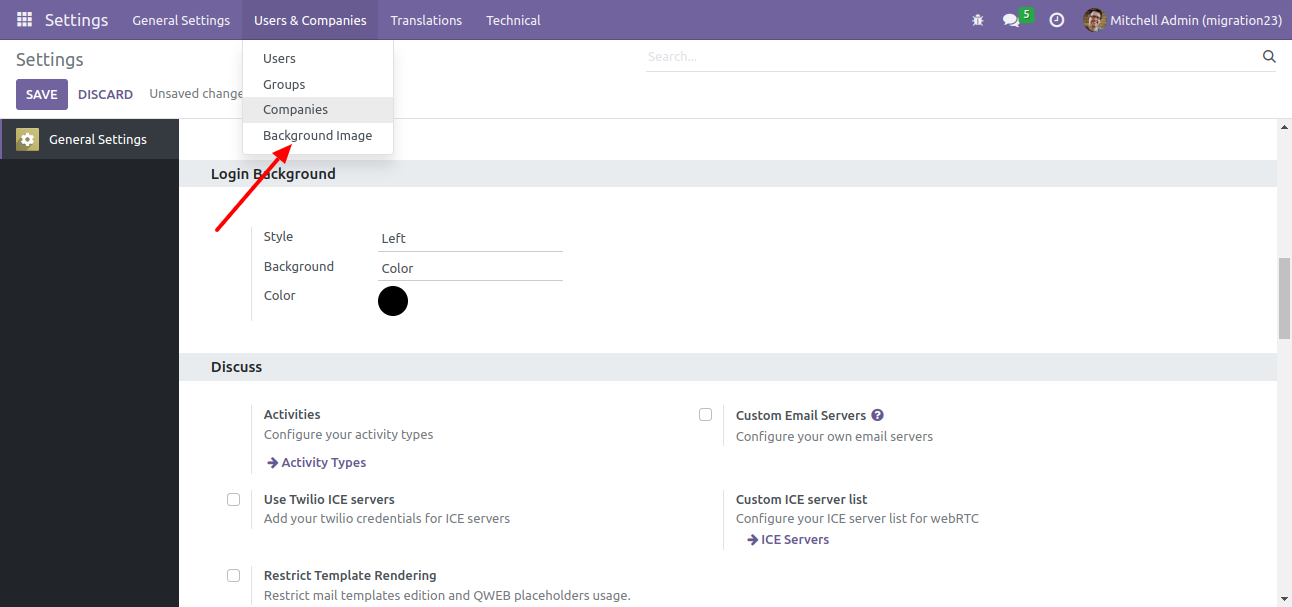 Settings General Settings Users & Companies Translations Technical 5 Mitchell Admin (migration23)
Settings
Search...
SAVE DISCARD Unsaved change
Users
Groups
Companies
Background Image
General Settings
Login Background
Style Left
Background Color
Color
Discuss
Activities
Configure your activity types
Activity Types
Custom Email Servers ?
Configure your own email servers
Use Twilio ICE servers
Add your twilio credentials for ICE servers
Custom ICE server list
Configure your ICE server list for webRTC
ICE Servers
Restrict Template Rendering
Restrict mail templates edition and QWEB placeholders usage.